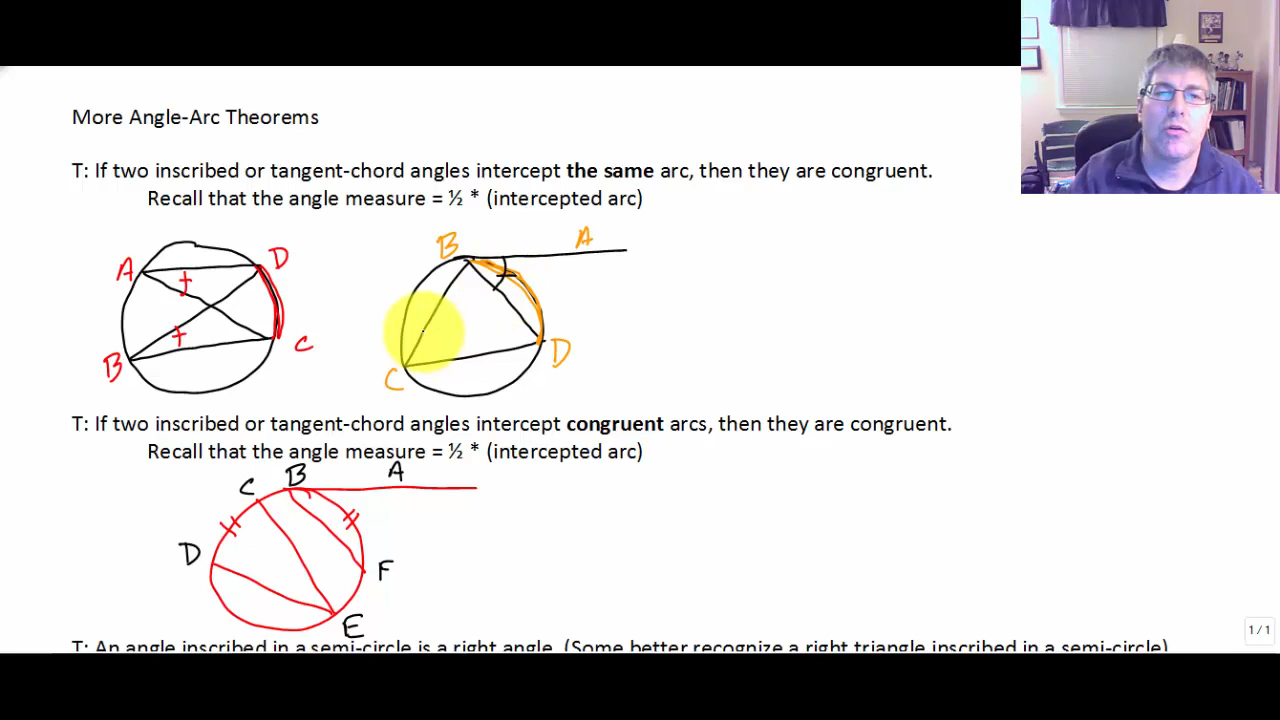 More Angle-Arc Theorems
T: If two inscribed or tangent-chord angles intercept the same arc, then they are congruent.
Recall that the angle measure = ½ * (intercepted arc)
A D
B C
B A
C D
T: If two inscribed or tangent-chord angles intercept congruent arcs, then they are congruent.
Recall that the angle measure = ½ * (intercepted arc)
C B A
D F
E
1 / 1
T: An angle inscribed in a semi-circle is a right angle. (Some better recognize a right triangle inscribed in a semi-circle)